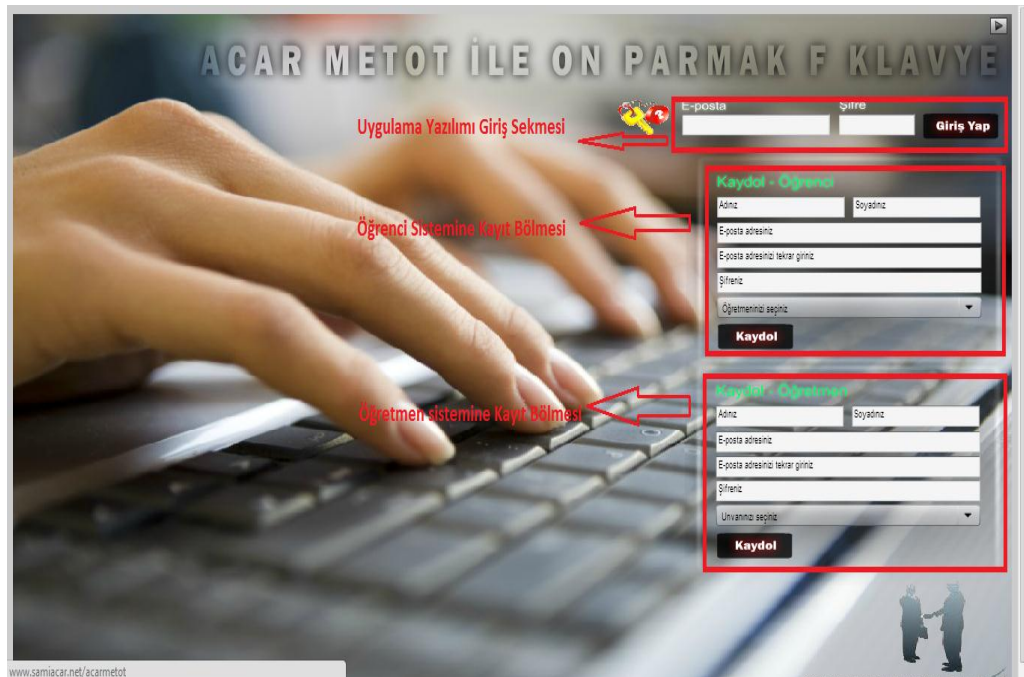 ACAR METOT İLE ON PARMAK F KLAVYE
E-posta Şifre
Uygulama Yazılımı Giriş Sekmesi
Giriş Yap
Kaydol - Öğrenci
Adınız Soyadınız
Öğrenci Sistemine Kayıt Bölmesi
E-posta adresiniz
E-posta adresinizi tekrar giriniz
Şifreniz
Öğretmeninizi seçiniz
Kaydol
Kaydol - Öğretmen
Öğretmen sistemine Kayıt Bölmesi
Adınız Soyadınız
E-posta adresiniz
E-posta adresinizi tekrar giriniz
Şifreniz
Unvanınızı seçiniz
Kaydol
www.samiacar.net/acarmetot